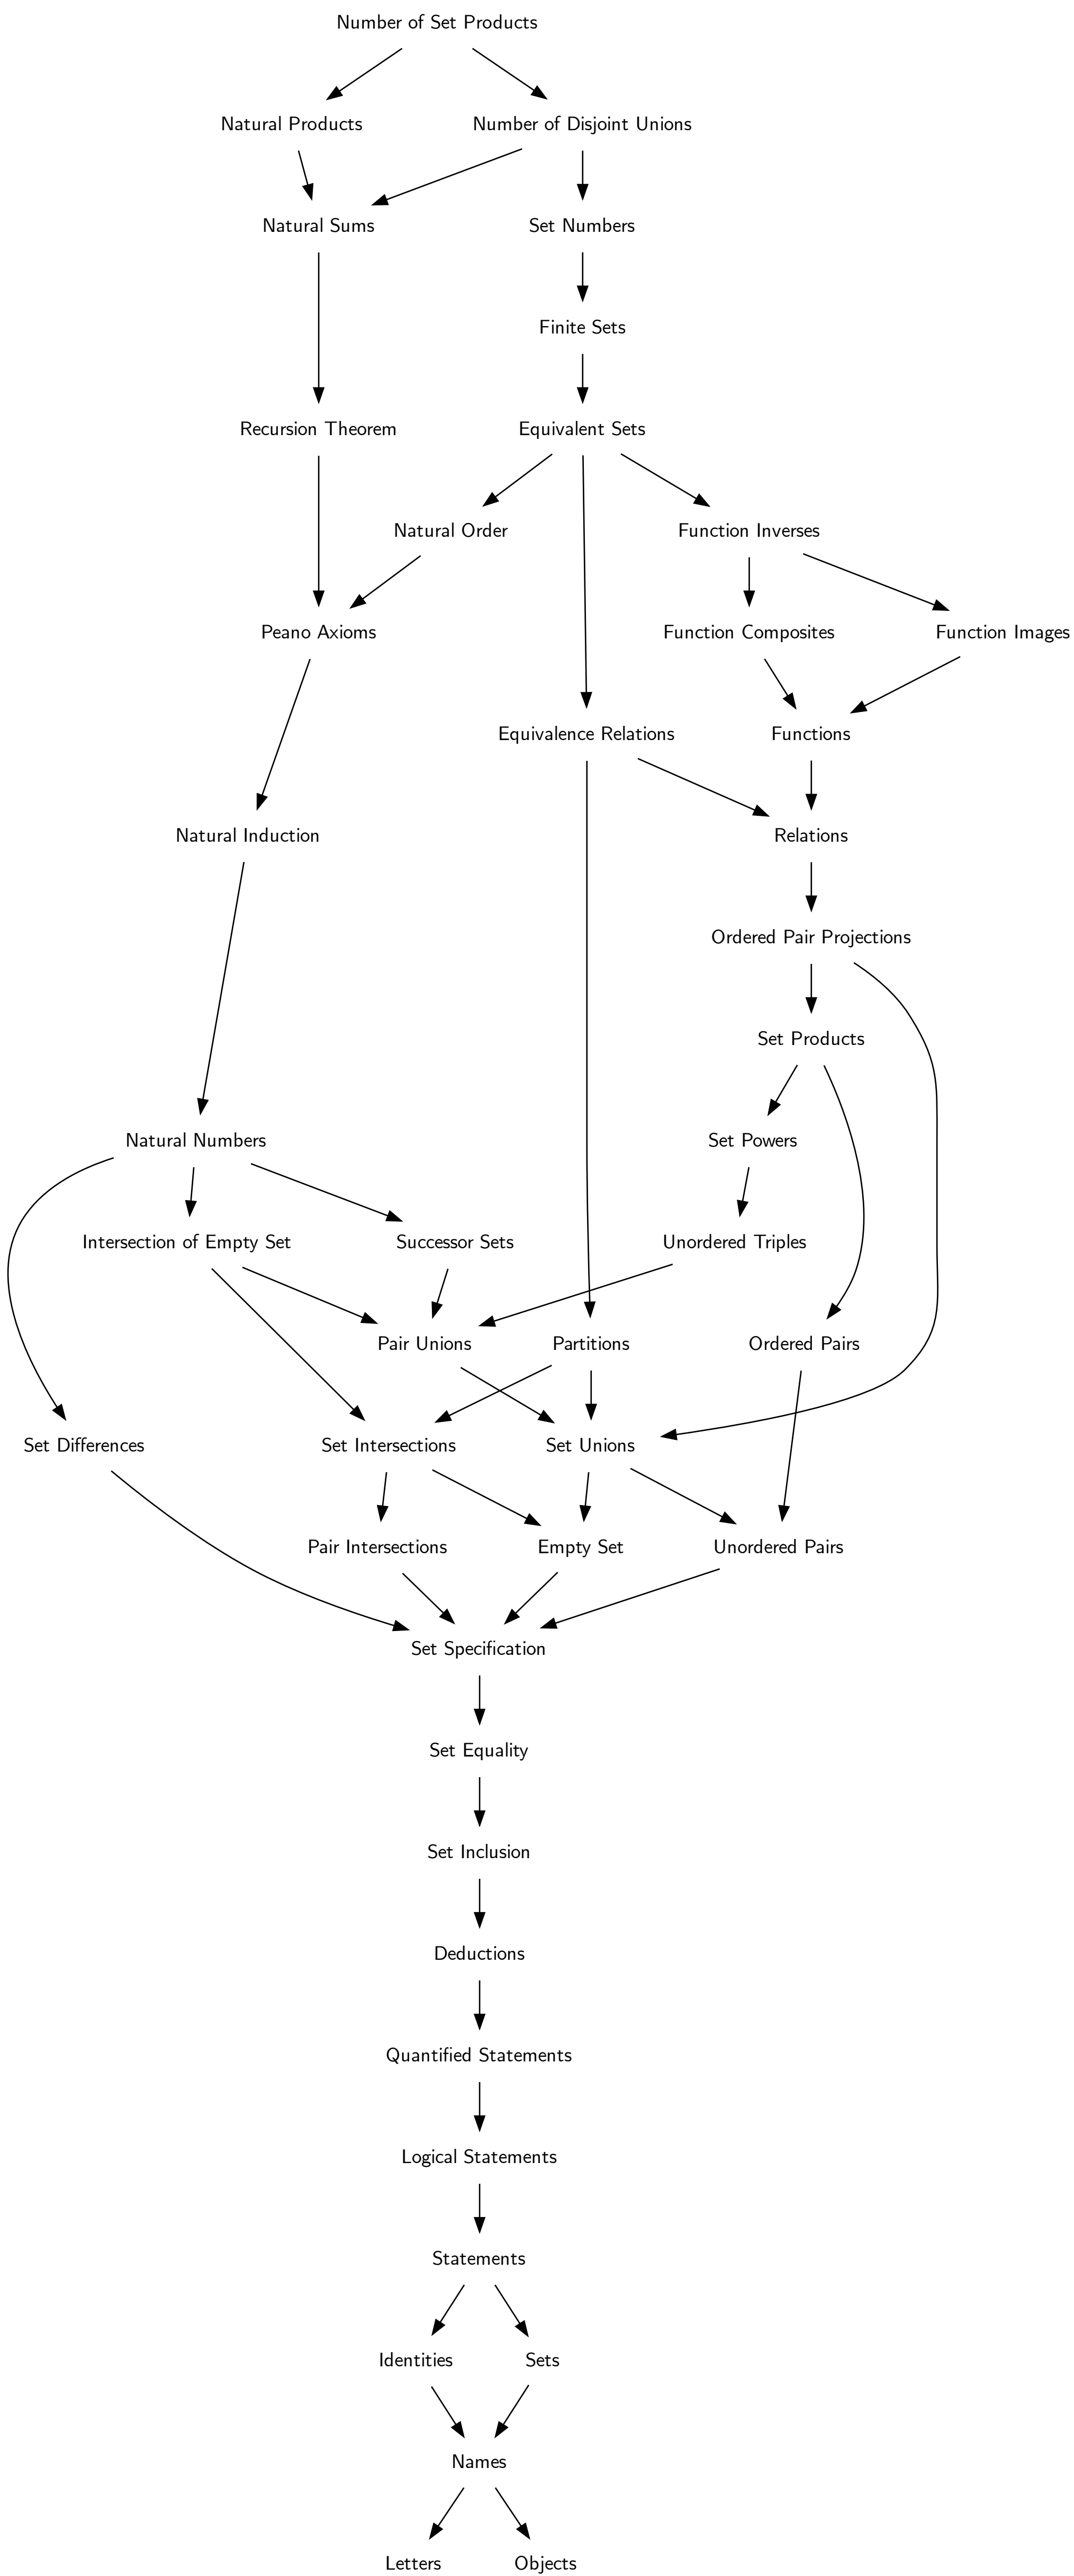 Number of Set Products
Natural Products
Number of Disjoint Unions
Natural Sums
Set Numbers
Finite Sets
Recursion Theorem
Equivalent Sets
Natural Order
Function Inverses
Peano Axioms
Function Composites
Function Images
Equivalence Relations
Functions
Natural Induction
Relations
Ordered Pair Projections
Set Products
Natural Numbers
Set Powers
Intersection of Empty Set
Successor Sets
Unordered Triples
Pair Unions
Partitions
Ordered Pairs
Set Differences
Set Intersections
Set Unions
Pair Intersections
Empty Set
Unordered Pairs
Set Specification
Set Equality
Set Inclusion
Deductions
Quantified Statements
Logical Statements
Statements
Identities
Sets
Names
Letters
Objects